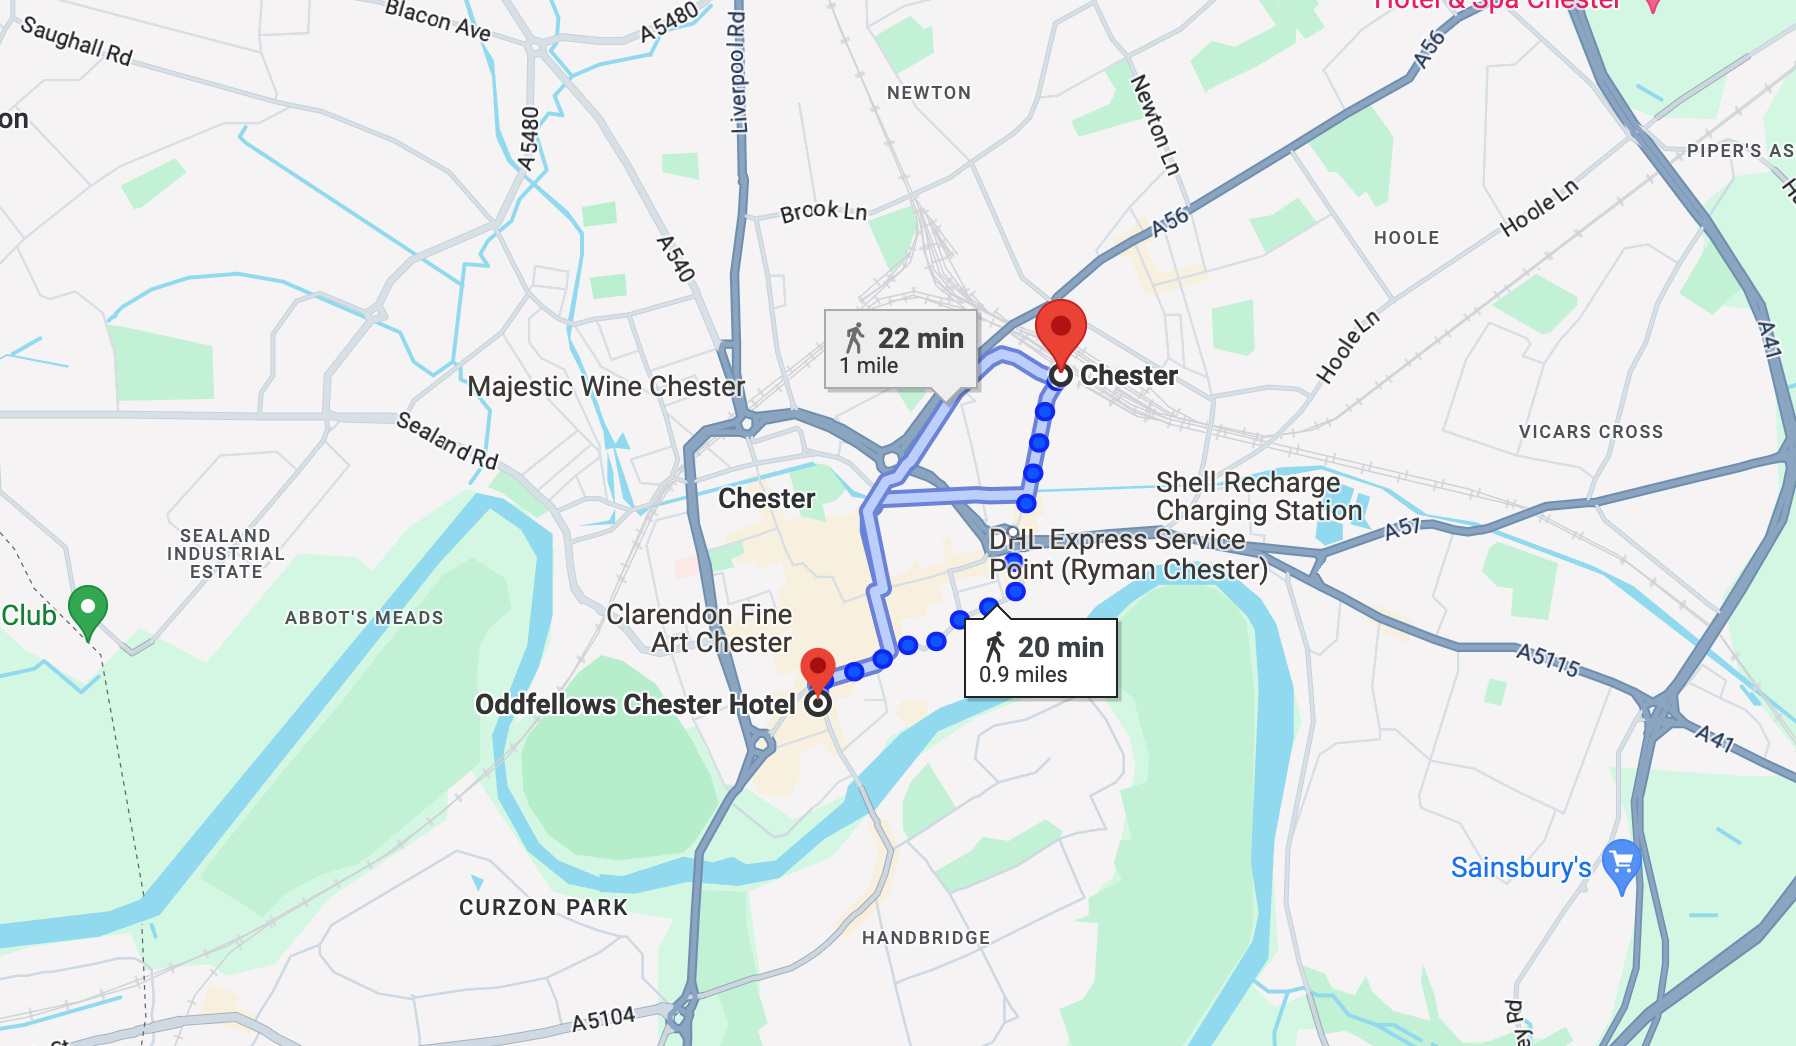 Hotel & Spa Chester
Blacon Ave
A5480
Saughall Rd
Liverpool Rd
A56
NEWTON
Newton Ln
on
A5480
PIPER'S AS
Hoole Ln
Brook Ln
A56
HOOLE
A540
22 min
1 mile
Hoole Ln
A41
Chester
Majestic Wine Chester
Sealand Rd
VICARS CROSS
Chester
Shell Recharge
Charging Station
A57
SEALAND
INDUSTRIAL
ESTATE
DHL Express Service
Point (Ryman Chester)
Club
ABBOT'S MEADS
Clarendon Fine
Art Chester
20 min
0.9 miles
A5115
Oddfellows Chester Hotel
A41
Sainsbury's
CURZON PARK
HANDBRIDGE
A5104
ey Rd
st